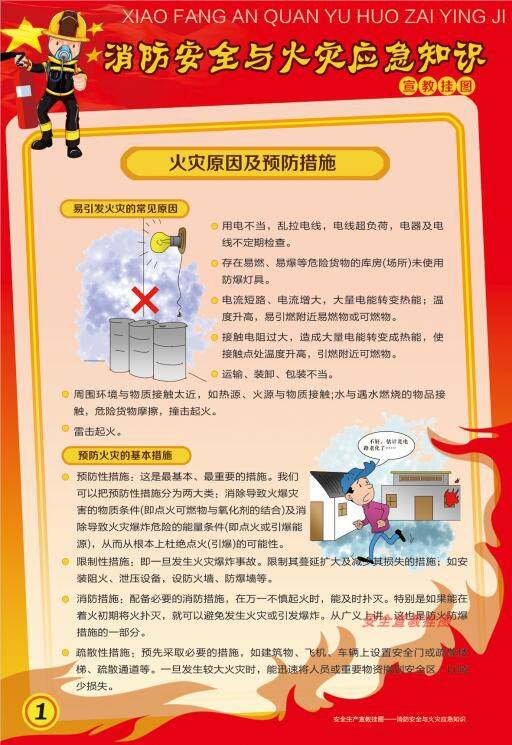 XIAO FANG AN QUAN YU HUO ZAI YING JI
消防安全与火灾应急知识
宣教挂图
火灾原因及预防措施
易引发火灾的常见原因
用电不当，乱拉电线，电线超负荷，电器及电
线不定期检查。
存在易燃、易爆等危险货物的库房(场所)未使用
防爆灯具。
电流短路、电流增大，大量电能转变热能；温
度升高，易引燃附近易燃物或可燃物。
接触电阻过大，造成大量电能转变成热能，使
接触点处温度升高，引燃附近可燃物。
运输、装卸、包装不当。
周围环境与物质接触太近，如热源、火源与物质接触;水与遇水燃烧的物品接
触，危险货物摩擦，撞击起火。
雷击起火。
预防火灾的基本措施
不好，估计是电
路老化了……
预防性措施：这是最基本、最重要的措施。我们
可以把预防性措施分为两大类；消除导致火爆灾
害的物质条件(即点火可燃物与氧化剂的结合)及消
除导致火灾爆炸危险的能量条件(即点火或引爆能
源)，从而从根本上杜绝点火(引爆)的可能性。
限制性措施：即一旦发生火灾爆炸事故。限制其蔓延扩大及减少其损失的措施；如安
装阻火、泄压设备，设防火墙、防爆墙等。
消防措施：配备必要的消防措施，在万一不慎起火时，能及时扑灭。特别是如果能在
着火初期将火扑灭，就可以避免发生火灾或引发爆炸。从广义上讲，这也是防火防爆
措施的一部分。
安全宣教挂图
疏散性措施：预先采取必要的措施，如建筑物、飞机、车辆上设置安全门或疏散楼
梯、疏散通道等。一旦发生较大火灾时，能迅速将人员或重要物资撤到安全区，以减
少损失。
1
安全生产宣教挂图——消防安全与火灾应急知识